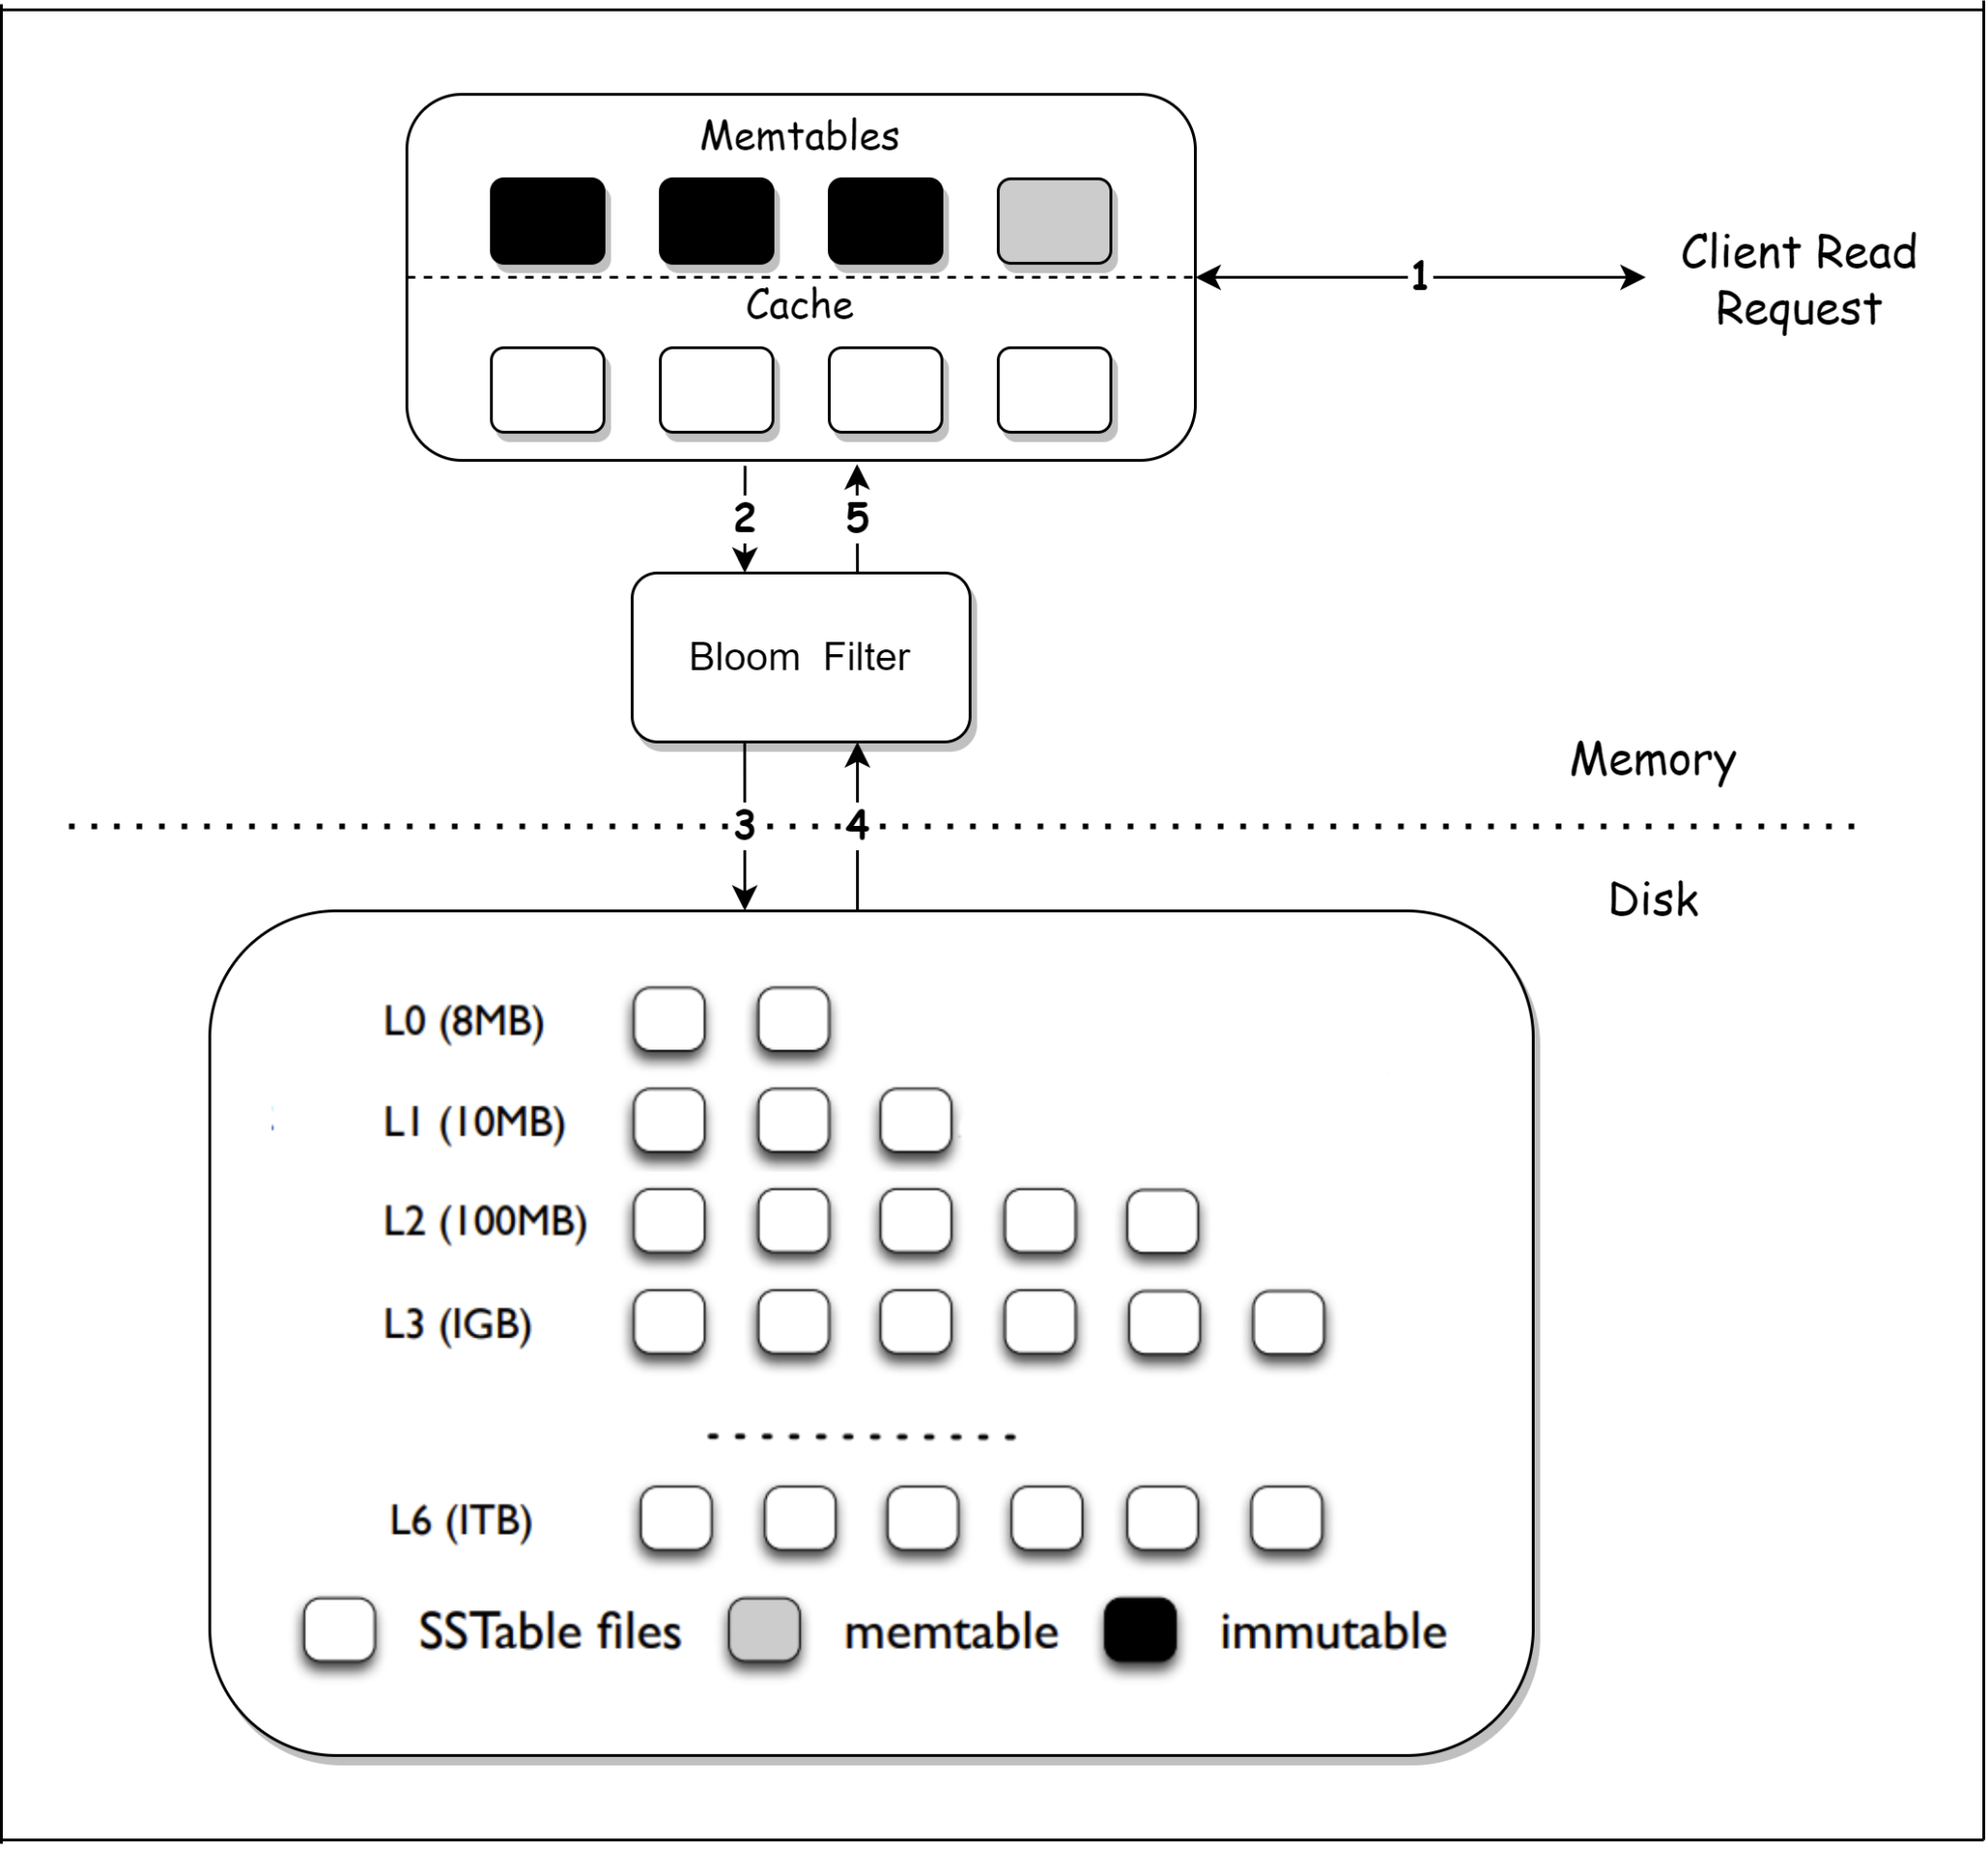 Memtables
Cache
1
Client Read
Request
2 5
Bloom Filter
Memory
3 4
Disk
L0 (8MB)
L1 (10MB)
L2 (100MB)
L3 (1GB)
L6 (1TB)
SSTable files memtable immutable